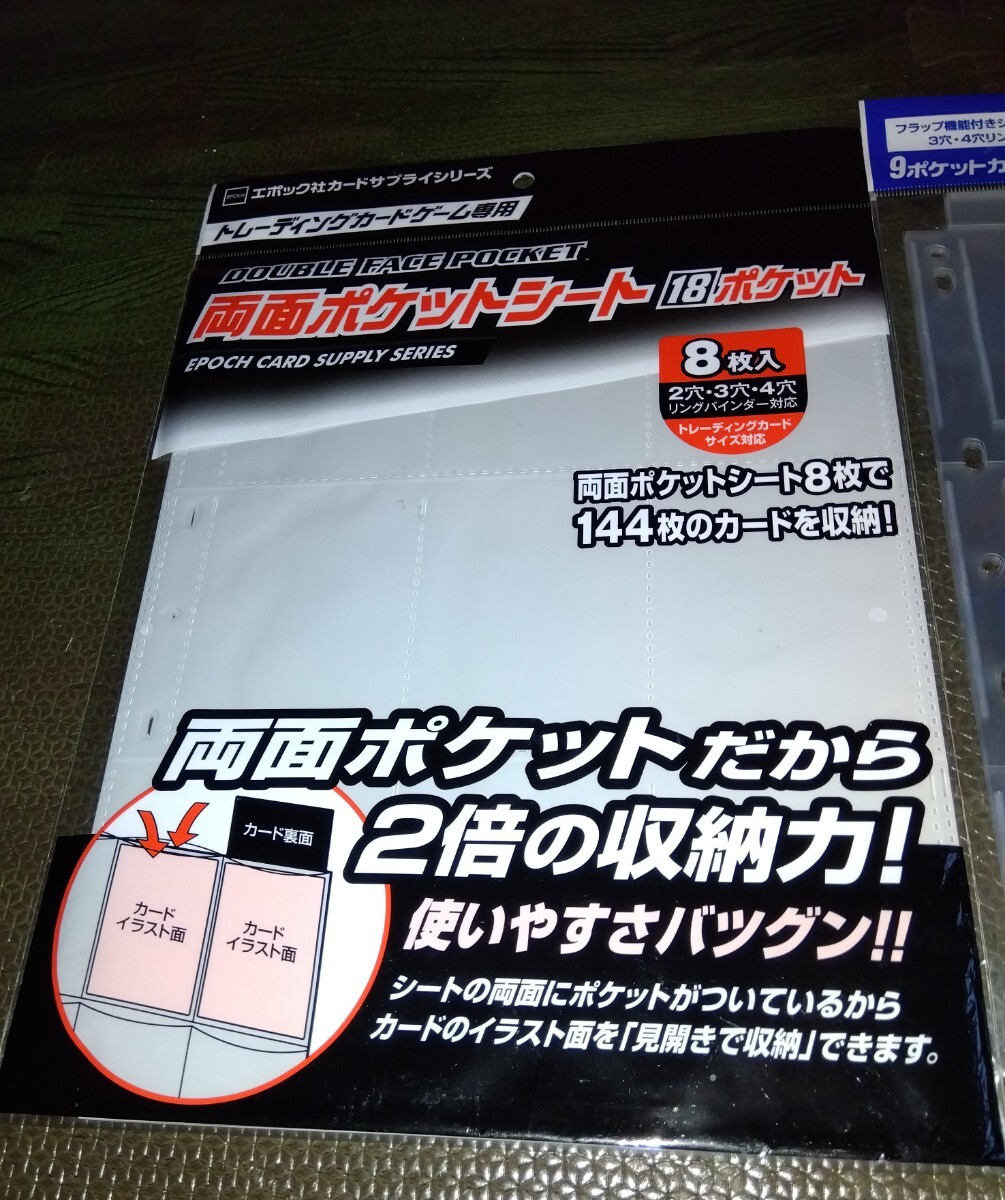 EPOCH エポック社カードサプライシリーズ
トレーディングカードゲーム専用
DOUBLE FACE POCKET
両面ポケットシート 18ポケット
EPOCH CARD SUPPLY SERIES
8枚入
2穴・3穴・4穴
リングバインダー対応
トレーディングカード
サイズ対応
両面ポケットシート8枚で
144枚のカードを収納!
両面ポケットだから
2倍の収納力!
カード裏面
カード
イラスト面
カード
イラスト面
使いやすさバツグン!!
シートの両面にポケットがついているから
カードのイラスト面を「見開きで収納」できます。
フラップ機能付きシ
3穴・4穴リン
9ポケットカ